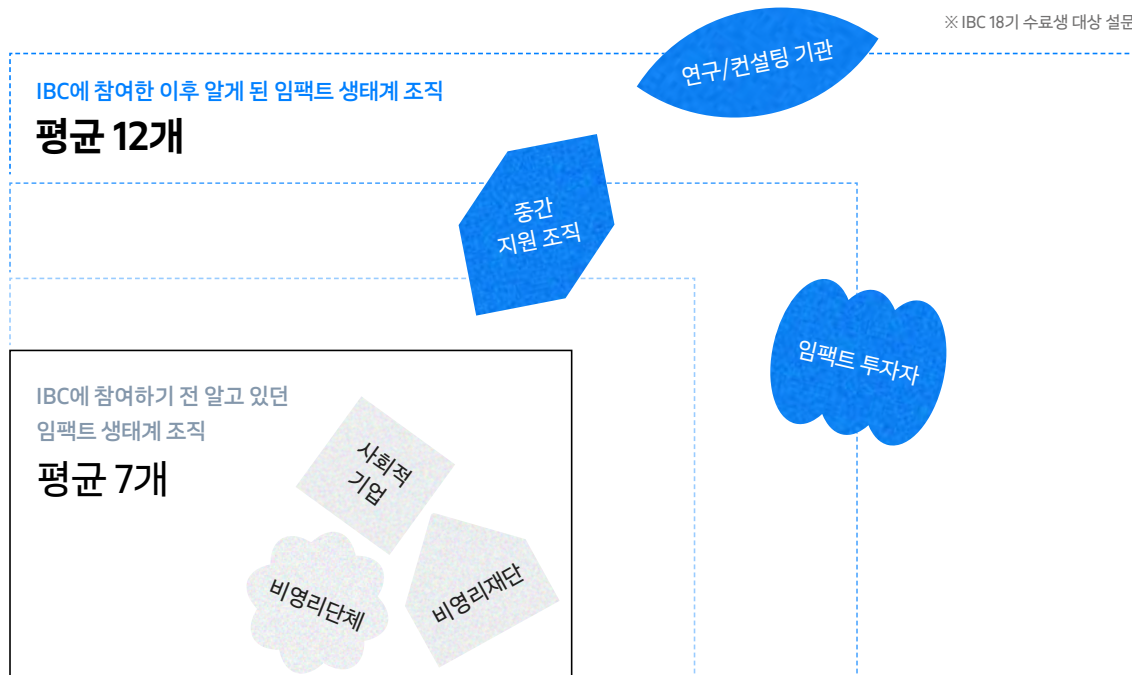 ※ IBC 18기 수료생 대상 설문
연구/컨설팅 기관
IBC에 참여한 이후 알게 된 임팩트 생태계 조직
평균 12개
중간
지원 조직
임팩트 투자자
IBC에 참여하기 전 알고 있던
임팩트 생태계 조직
평균 7개
사회적
기업
비영리단체
비영리재단